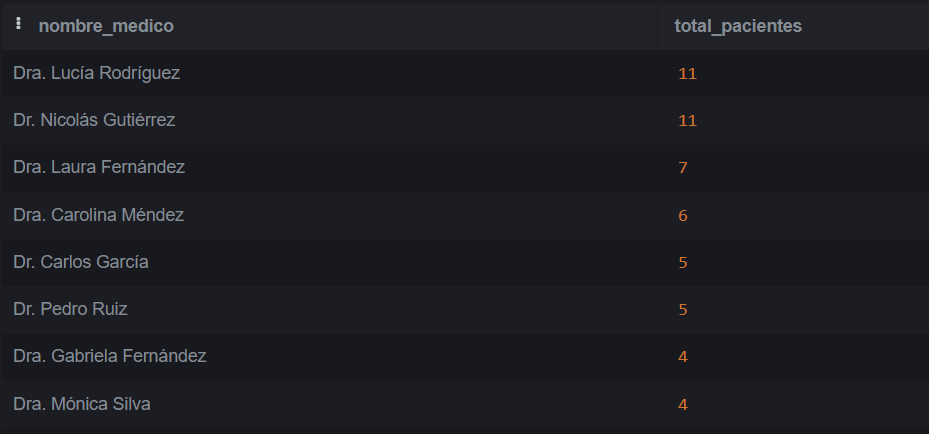 nombre_medico total_pacientes
Dra. Lucía Rodríguez 11
Dr. Nicolás Gutiérrez 11
Dra. Laura Fernández 7
Dra. Carolina Méndez 6
Dr. Carlos García 5
Dr. Pedro Ruiz 5
Dra. Gabriela Fernández 4
Dra. Mónica Silva 4